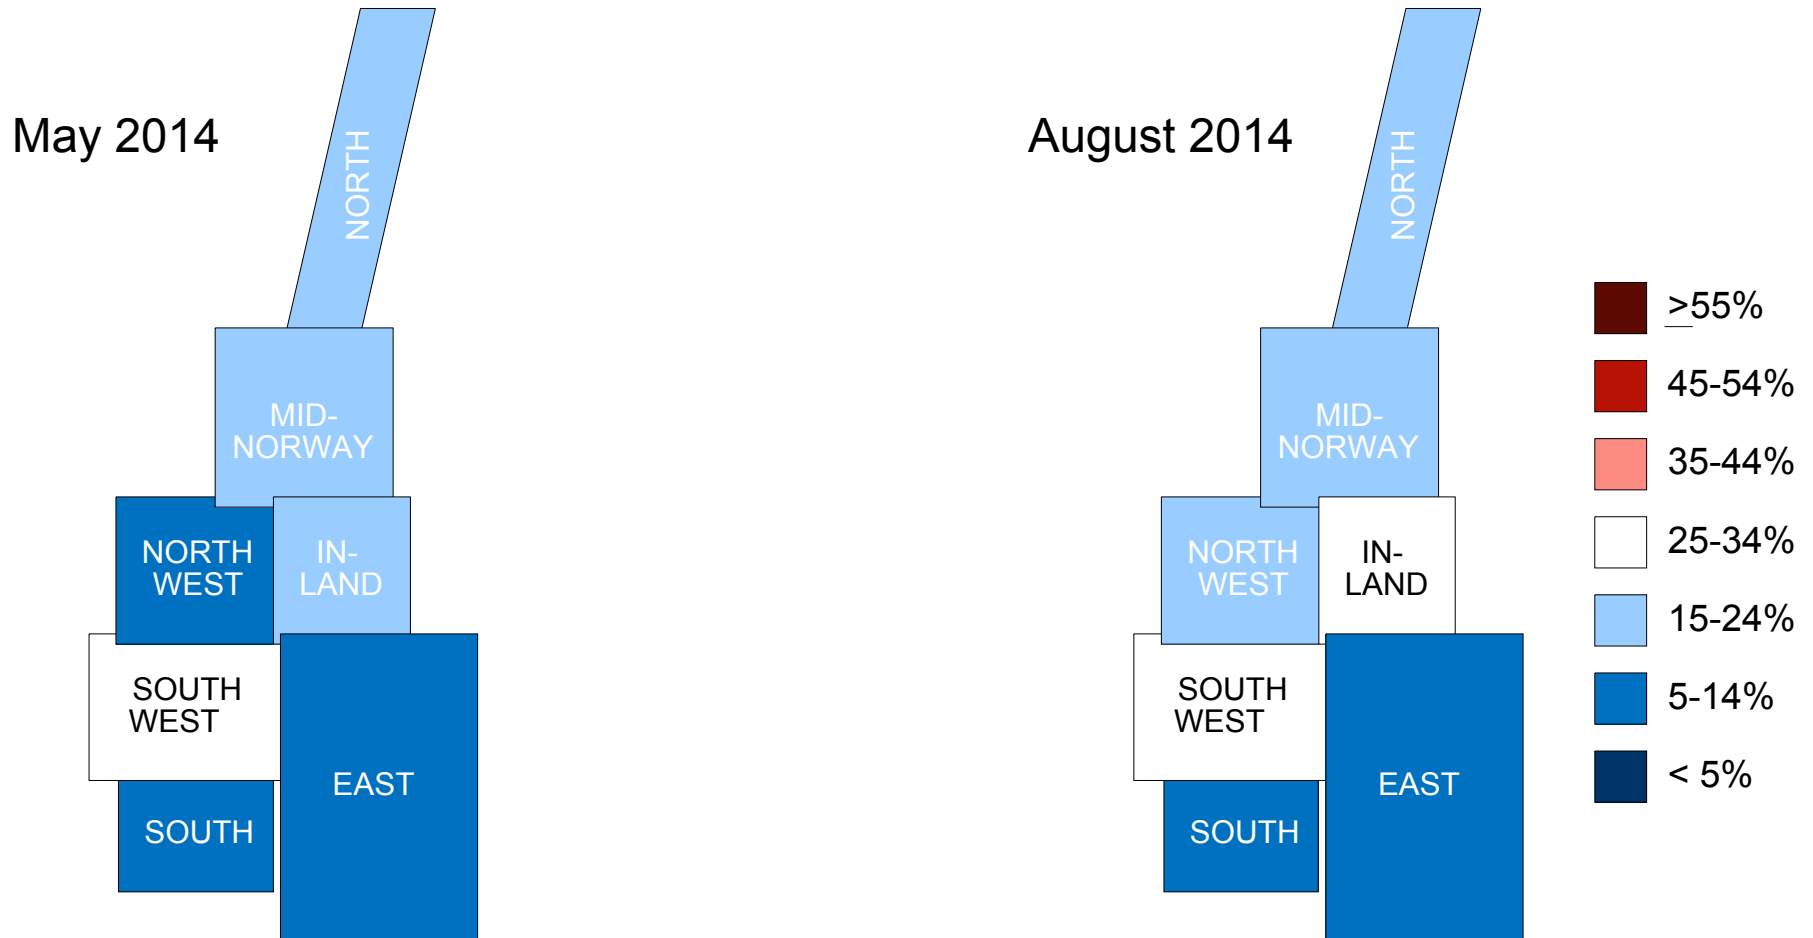 May 2014
NORTH
MID-
NORWAY
NORTH
WEST
IN-
LAND
SOUTH
WEST
EAST
SOUTH
August 2014
NORTH
MID-
NORWAY
NORTH
WEST
IN-
LAND
SOUTH
WEST
EAST
SOUTH
≥55%
45-54%
35-44%
25-34%
15-24%
5-14%
< 5%